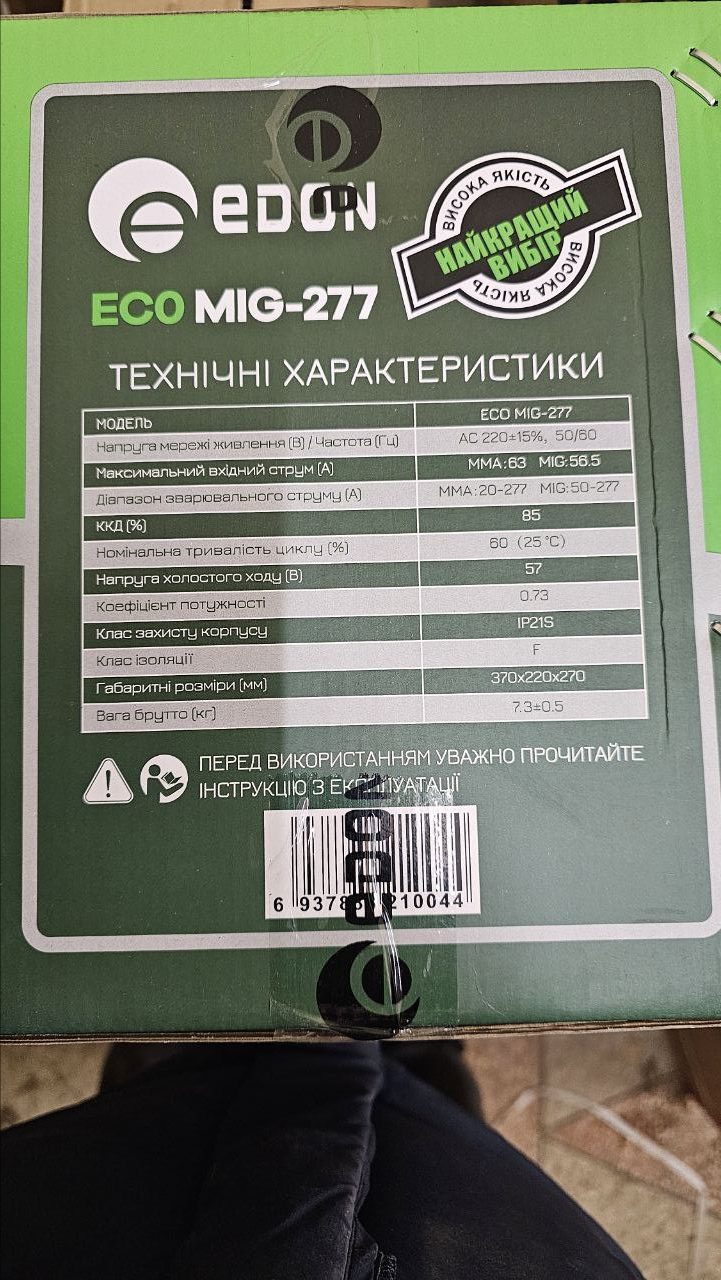 eDON
ВИСОКА ЯКІСТЬ
НАЙКРАЩИЙ
ВИБІР
ВИСОКА ЯКІСТЬ
ECO MIG-277
ТЕХНІЧНІ ХАРАКТЕРИСТИКИ
МОДЕЛЬ ECO MIG-277
Напруга мережі живлення (В) / Частота (Гц) AC 220±15%, 50/60
Максимальний вхідний струм (А) MMA:63 MIG:56.5
Діапазон зварювального струму (А) MMA:20-277 MIG:50-277
ККД (%) 85
Номінальна тривалість циклу (%) 60 (25°C)
Напруга холостого ходу (В) 57
Коефіцієнт потужності 0.73
Клас захисту корпусу IP21S
Клас ізоляції F
Габаритні розміри (мм) 370x220x270
Вага брутто (кг) 7.3±0.5
ПЕРЕД ВИКОРИСТАННЯМ УВАЖНО ПРОЧИТАЙТЕ
ІНСТРУКЦІЮ З ЕКСПЛУАТАЦІЇ
eDON